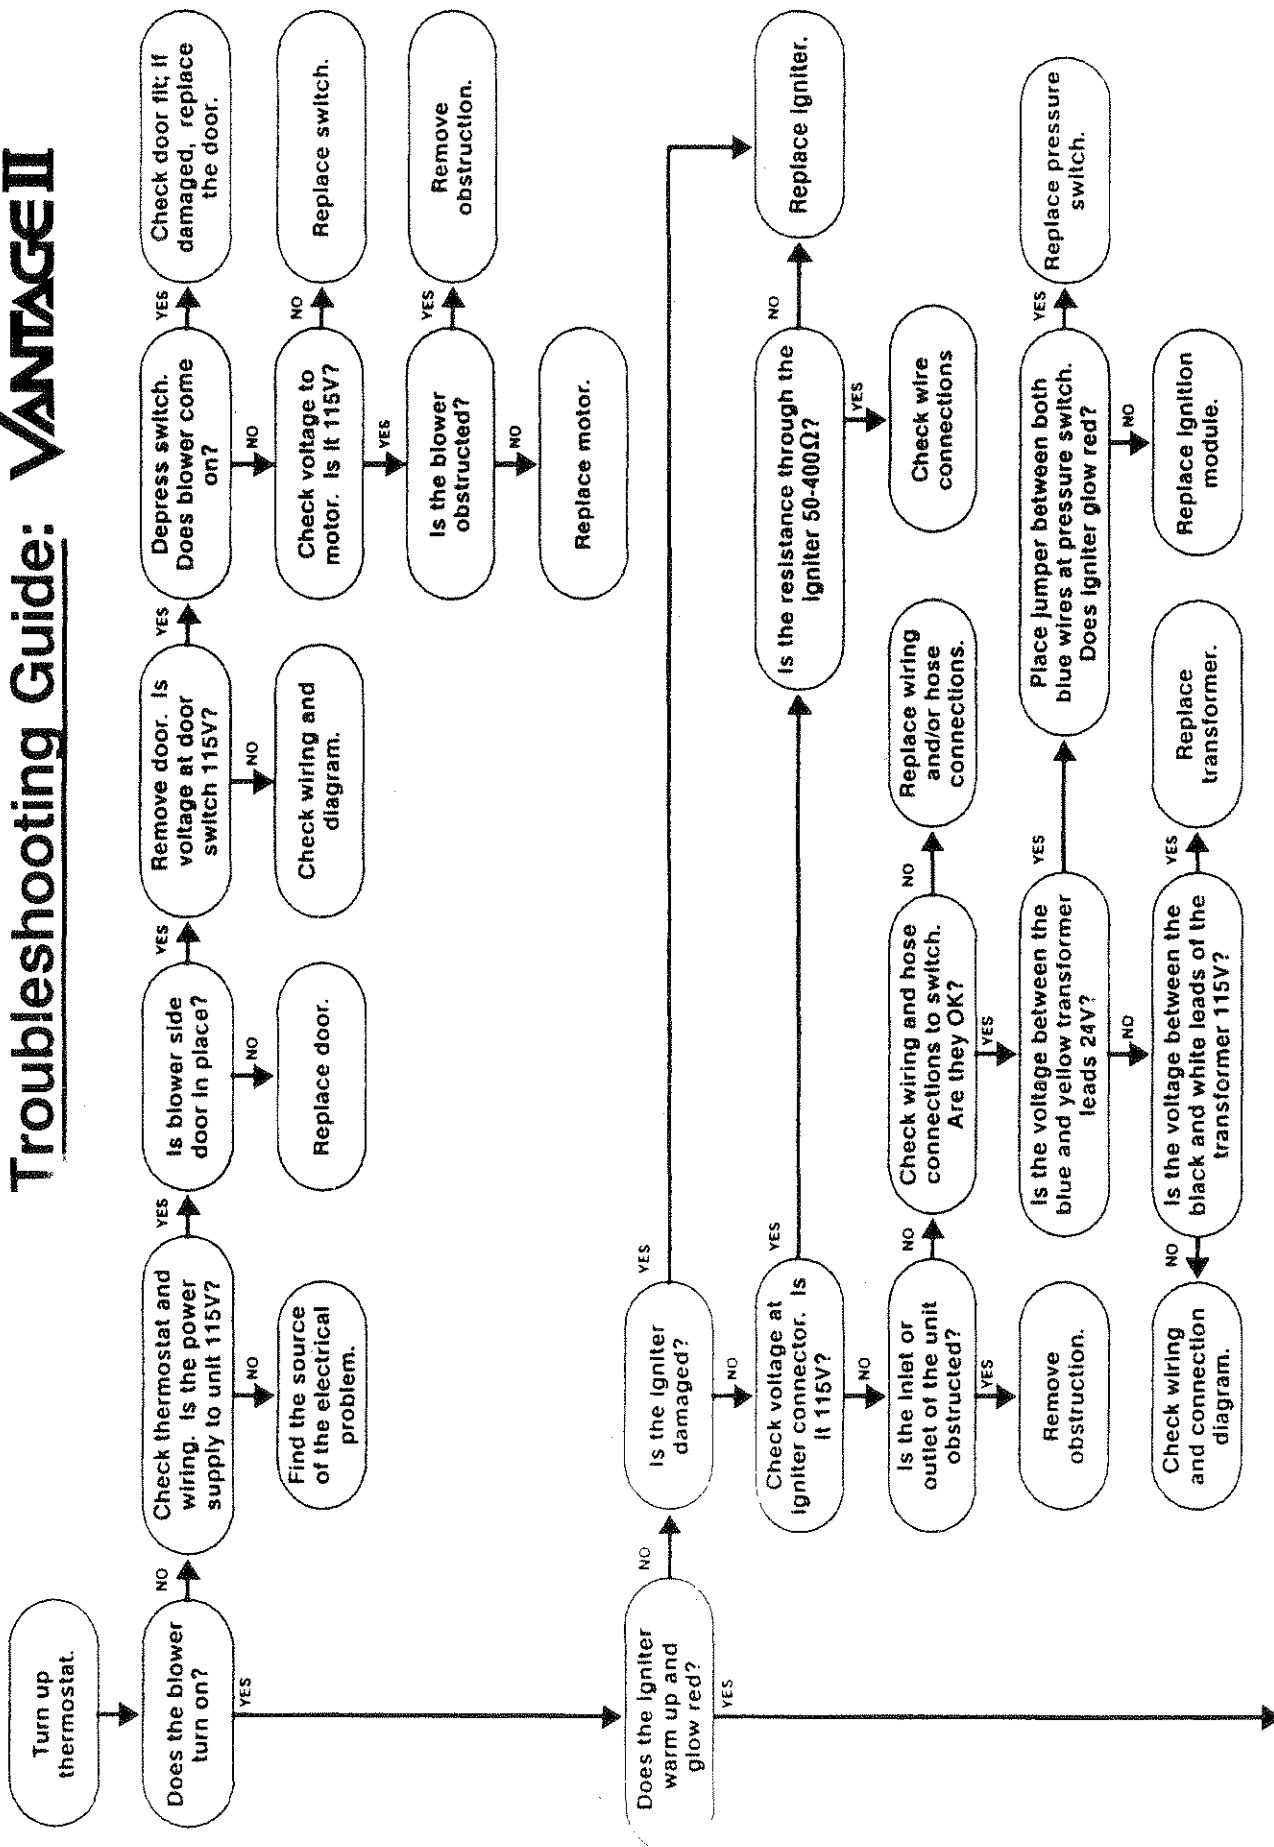 Troubleshooting Guide: VANTAGE II
Turn up
thermostat.
Does the blower
turn on?
NO
YES
Check thermostat and
wiring. Is the power
supply to unit 115V?
YES
NO
Find the source
of the electrical
problem.
Is blower side
door in place?
YES
NO
Replace door.
Remove door. Is
voltage at door
switch 115V?
YES
NO
Check wiring and
diagram.
Depress switch.
Does blower come
on?
YES
NO
Check door fit; if
damaged, replace
the door.
Check voltage to
motor. Is it 115V?
NO
YES
Replace switch.
Is the blower
obstructed?
YES
NO
Remove
obstruction.
Replace motor.
Does the igniter
warm up and
glow red?
NO
YES
Is the igniter
damaged?
YES
NO
Replace igniter.
Check voltage at
igniter connector. Is
it 115V?
YES
NO
Is the resistance through the
igniter 50-400Ω?
NO
YES
Check wire
connections
Is the inlet or
outlet of the unit
obstructed?
NO
YES
Remove
obstruction.
Check wiring and hose
connections to switch.
Are they OK?
NO
YES
Replace wiring
and/or hose
connections.
Is the voltage between the
blue and yellow transformer
leads 24V?
YES
NO
Place jumper between both
blue wires at pressure switch.
Does igniter glow red?
YES
NO
Replace pressure
switch.
Replace ignition
module.
Is the voltage between the
black and white leads of the
transformer 115V?
YES
NO
Replace
transformer.
Check wiring
and connection
diagram.